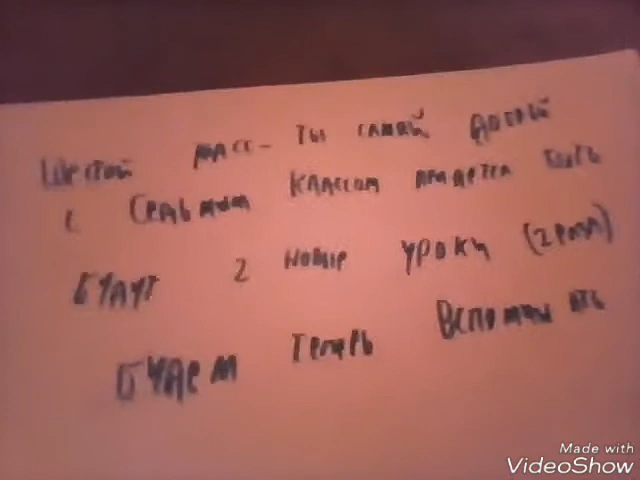 Шестой класс- ты самый добрый
с Седьмым классом придется быть
Будут 2 новые уроки (2 раза)
Будем теперь Вспоминать
Made with
VideoShow